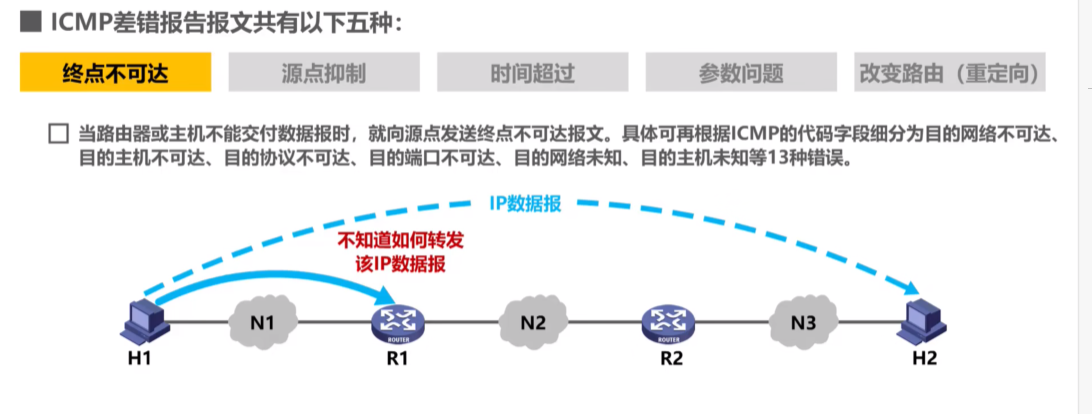 ICMP差错报告报文共有以下五种：
终点不可达
源点抑制
时间超过
参数问题
改变路由（重定向）
当路由器或主机不能交付数据报时，就向源点发送终点不可达报文。具体可再根据ICMP的代码字段细分为目的网络不可达、
目的主机不可达、目的协议不可达、目的端口不可达、目的网络未知、目的主机未知等13种错误。
IP数据报
不知道如何转发
该IP数据报
N1
N2
N3
ROUTER
ROUTER
H1
R1
R2
H2